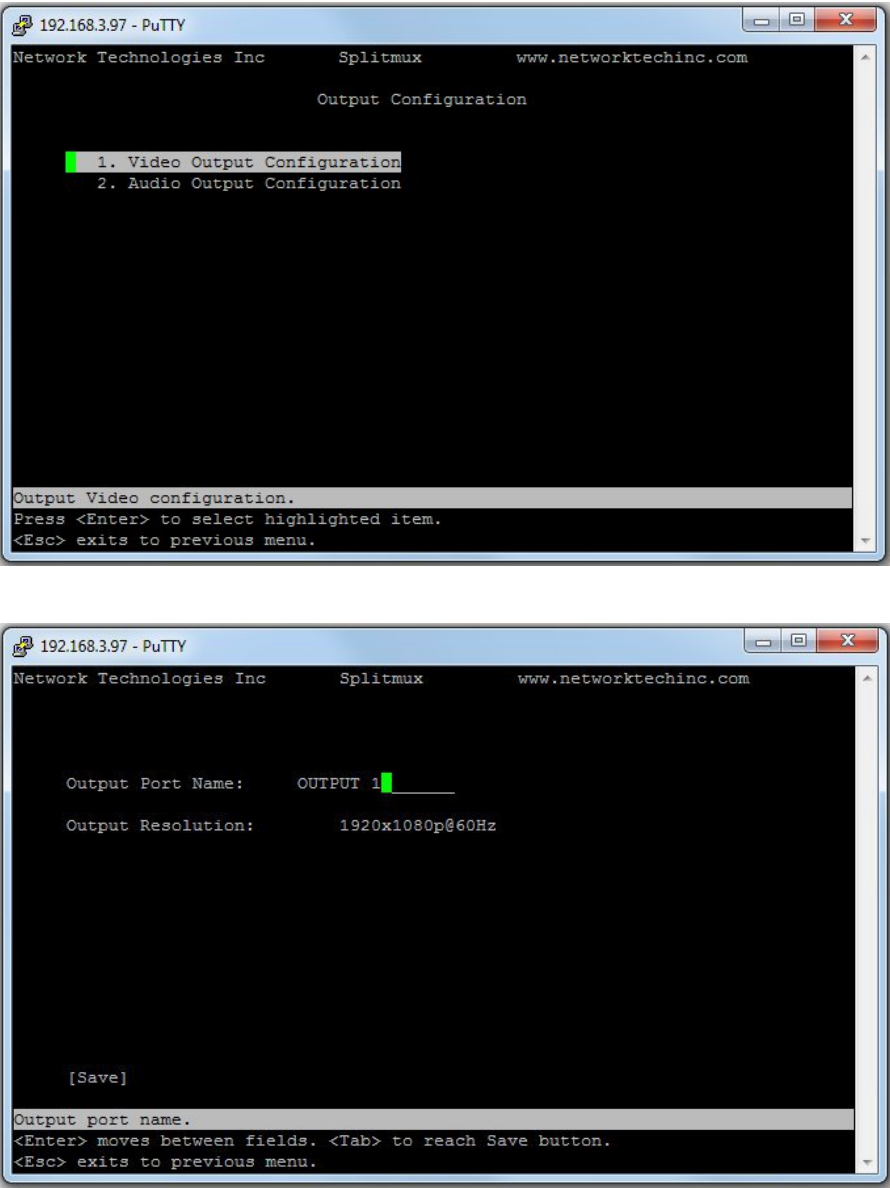 192.168.3.97 - PuTTY
Network Technologies Inc Splitmux www.networktechinc.com
Output Configuration
1. Video Output Configuration
2. Audio Output Configuration
Output Video configuration.
Press <Enter> to select highlighted item.
<Esc> exits to previous menu.
192.168.3.97 - PuTTY
Network Technologies Inc Splitmux www.networktechinc.com
Output Port Name: OUTPUT 1______
Output Resolution: 1920x1080p@60Hz
[Save]
Output port name.
<Enter> moves between fields. <Tab> to reach Save button.
<Esc> exits to previous menu.